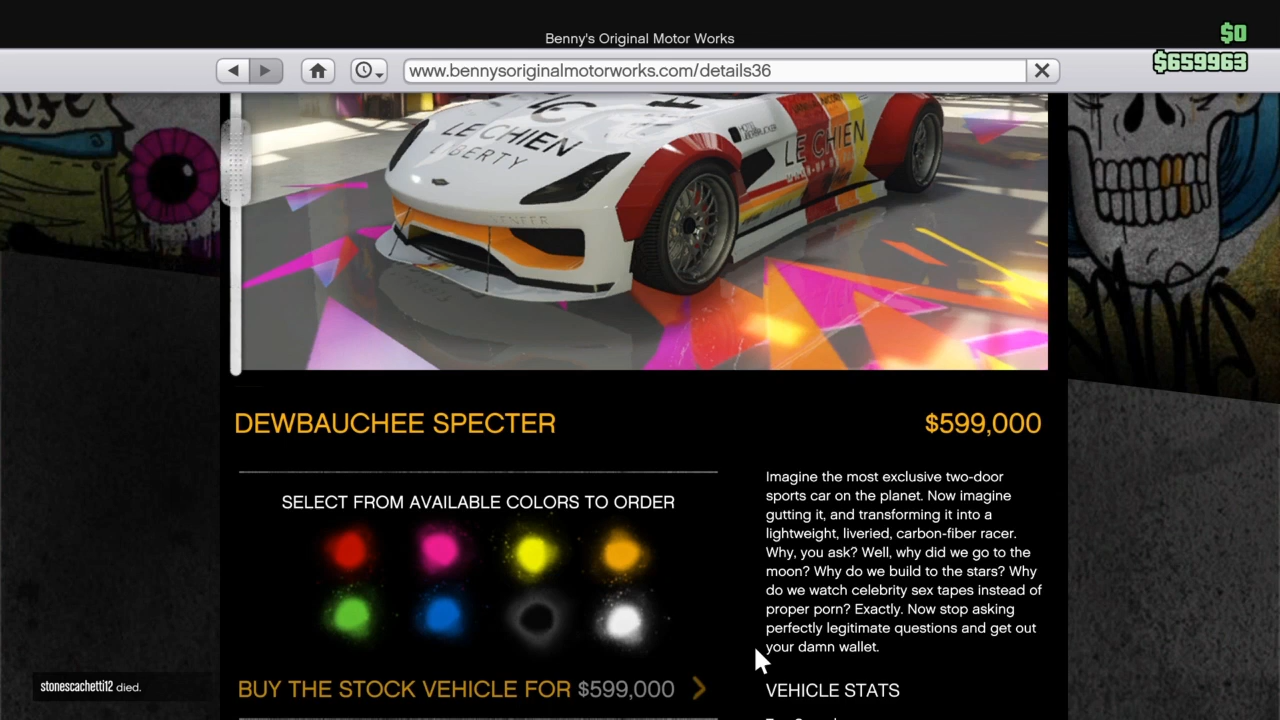 Benny's Original Motor Works
$0
$659963
www.bennysoriginalmotorworks.com/details36
Life
LE CHIEN
LIBERTY
LE CHIEN
DEWBAUCHEE SPECTER
$599,000
SELECT FROM AVAILABLE COLORS TO ORDER
BUY THE STOCK VEHICLE FOR $599,000
Imagine the most exclusive two-door
sports car on the planet. Now imagine
gutting it, and transforming it into a
lightweight, liveried, carbon-fiber racer.
Why, you ask? Well, why did we go to the
moon? Why do we build to the stars? Why
do we watch celebrity sex tapes instead of
proper porn? Exactly. Now stop asking
perfectly legitimate questions and get out
your damn wallet.
VEHICLE STATS
stonescachetti12 died.